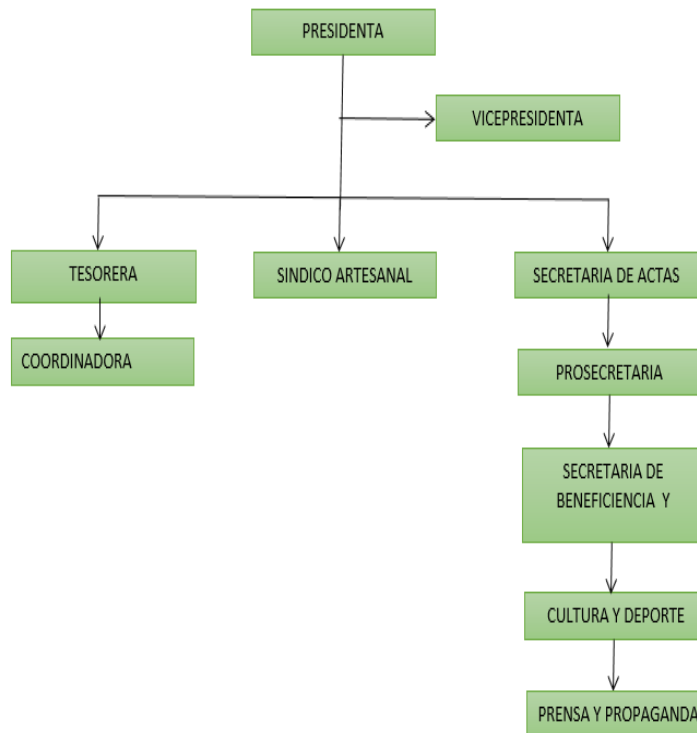 PRESIDENTA
VICEPRESIDENTA
TESORERA
SINDICO ARTESANAL
SECRETARIA DE ACTAS
COORDINADORA
PROSECRETARIA
SECRETARIA DE
BENEFICIENCIA Y
CULTURA Y DEPORTE
PRENSA Y PROPAGANDA